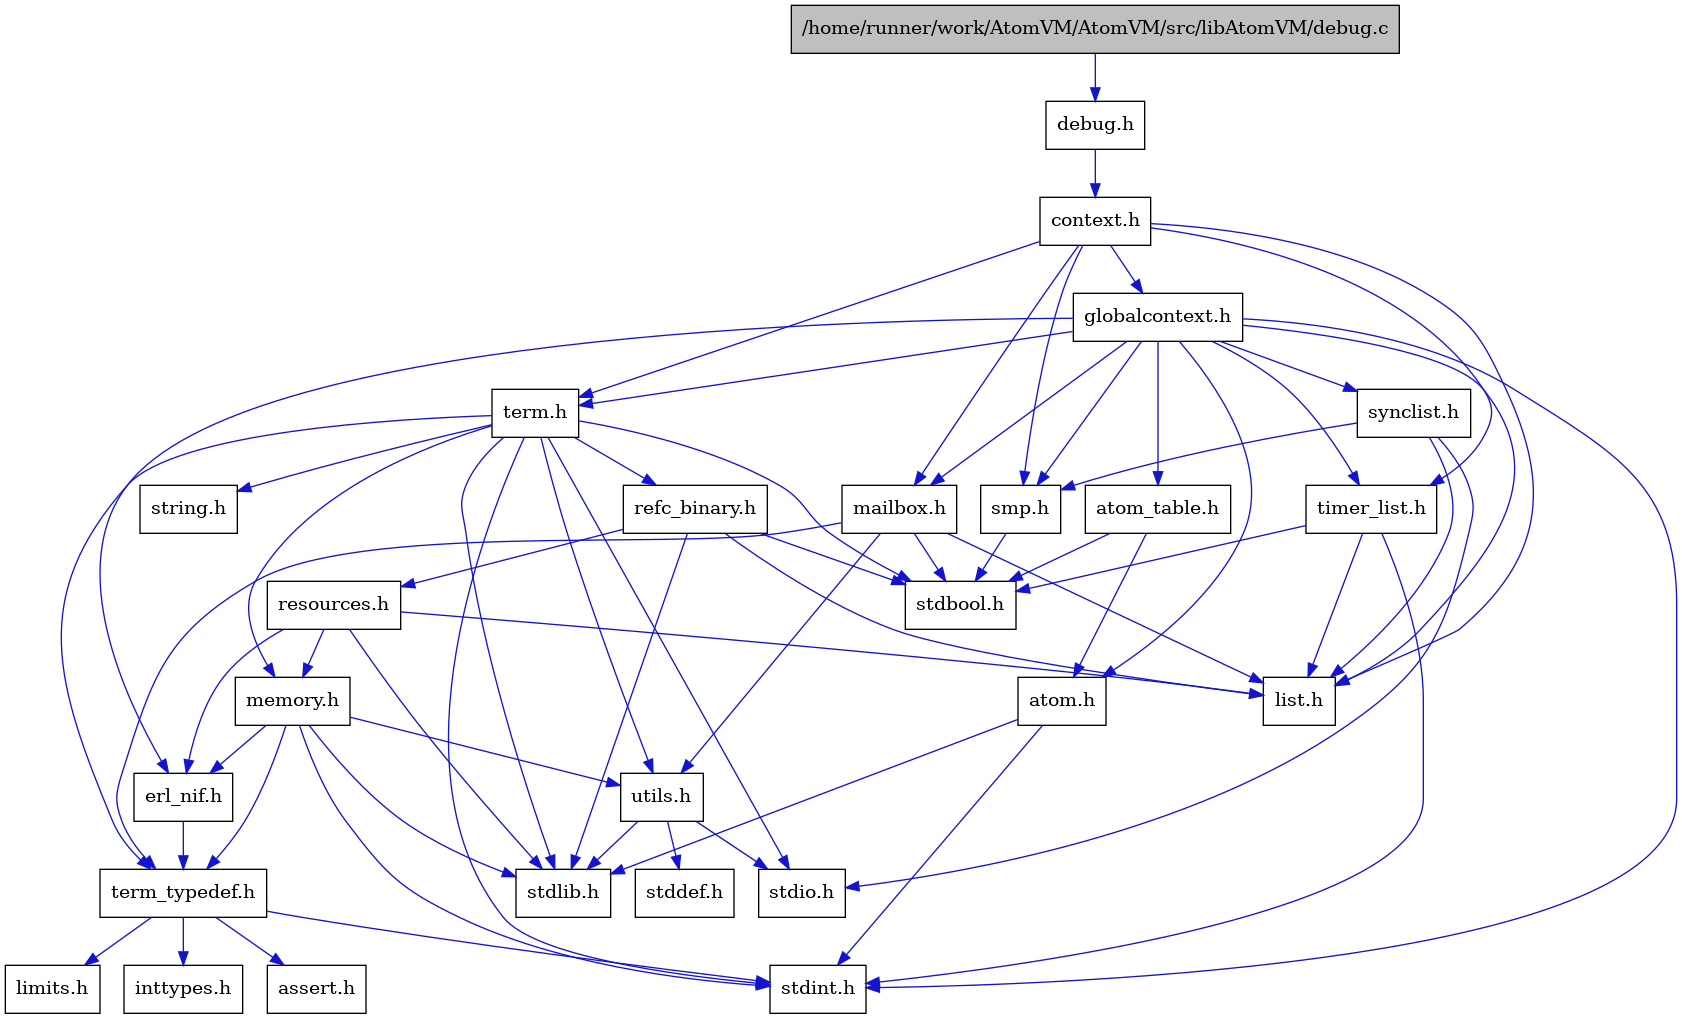 /home/runner/work/AtomVM/AtomVM/src/libAtomVM/debug.c
debug.h
context.h
globalcontext.h
term.h
synclist.h
string.h
refc_binary.h
mailbox.h
smp.h
atom_table.h
timer_list.h
resources.h
stdbool.h
memory.h
atom.h
list.h
erl_nif.h
utils.h
term_typedef.h
stdlib.h
stddef.h
stdio.h
limits.h
inttypes.h
assert.h
stdint.h